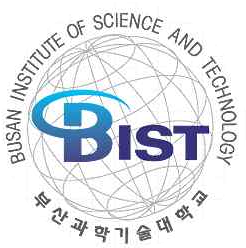 BUSAN INSTITUTE OF SCIENCE AND TECHNOLOGY
BIST
부산과학기술대학교